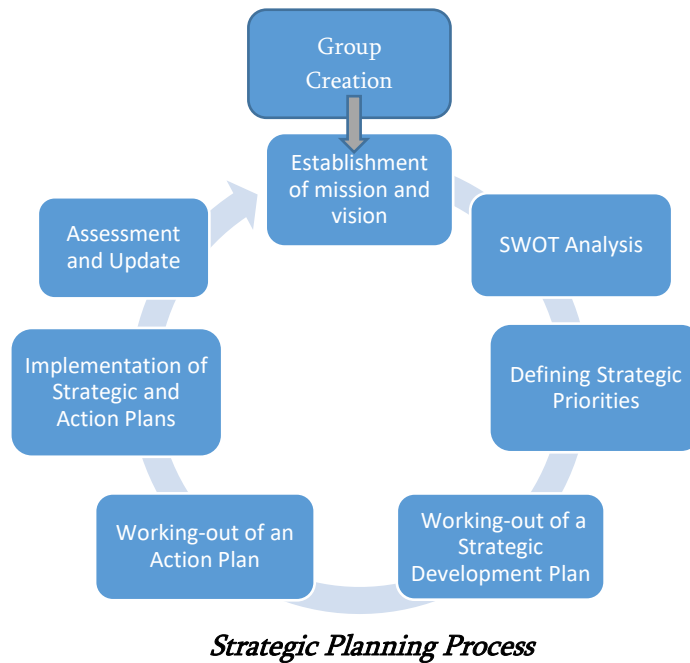 Group
Creation
Establishment
of mission and
vision
SWOT Analysis
Defining Strategic
Priorities
Working-out of a
Strategic
Development Plan
Working-out of an
Action Plan
Implementation of
Strategic and
Action Plans
Assessment
and Update
Strategic Planning Process